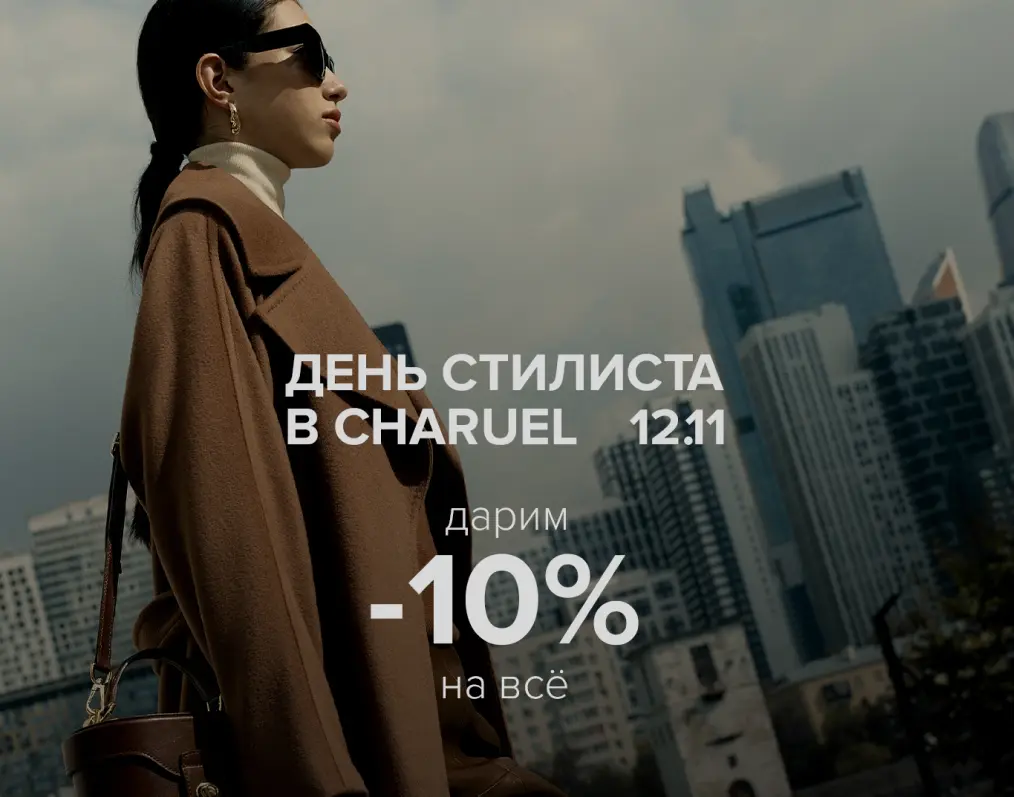 ДЕНЬ СТИЛИСТА
В CHARUEL 12.11
дарим
-10%
на всё